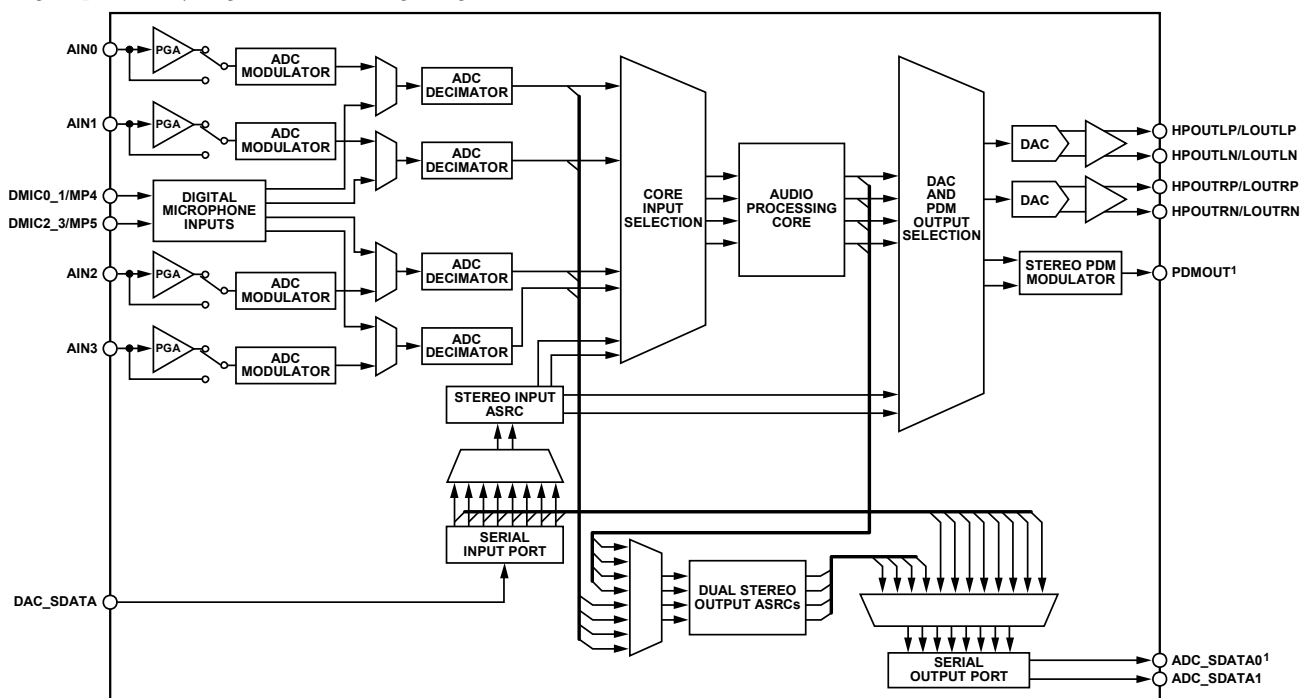 AIN0
PGA
ADC
MODULATOR
ADC
DECIMATOR
AIN1
PGA
ADC
MODULATOR
ADC
DECIMATOR
DMIC0_1/MP4
DMIC2_3/MP5
DIGITAL
MICROPHONE
INPUTS
AIN2
PGA
ADC
MODULATOR
ADC
DECIMATOR
AIN3
PGA
ADC
MODULATOR
ADC
DECIMATOR
CORE
INPUT
SELECTION
AUDIO
PROCESSING
CORE
DAC
AND
PDM
OUTPUT
SELECTION
DAC
HPOUTLP/LOUTLP
HPOUTLN/LOUTLN
DAC
HPOUTRP/LOUTRP
HPOUTRN/LOUTRN
STEREO PDM
MODULATOR
PDMOUT1
STEREO INPUT
ASRC
SERIAL
INPUT PORT
DAC_SDATA
DUAL STEREO
OUTPUT ASRCs
SERIAL
OUTPUT PORT
ADC_SDATA01
ADC_SDATA1